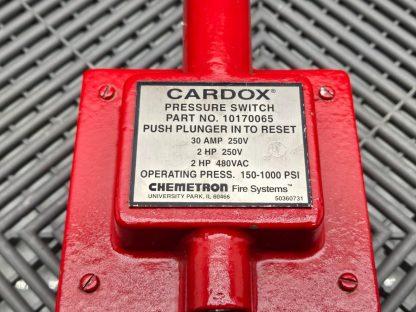 CARDOX®
PRESSURE SWITCH
PART NO. 10170065
PUSH PLUNGER IN TO RESET
30 AMP 250V
2 HP 250V
2 HP 480VAC
OPERATING PRESS. 150-1000 PSI
CHEMETRON Fire Systems™
UNIVERSITY PARK, IL 60466
50360731